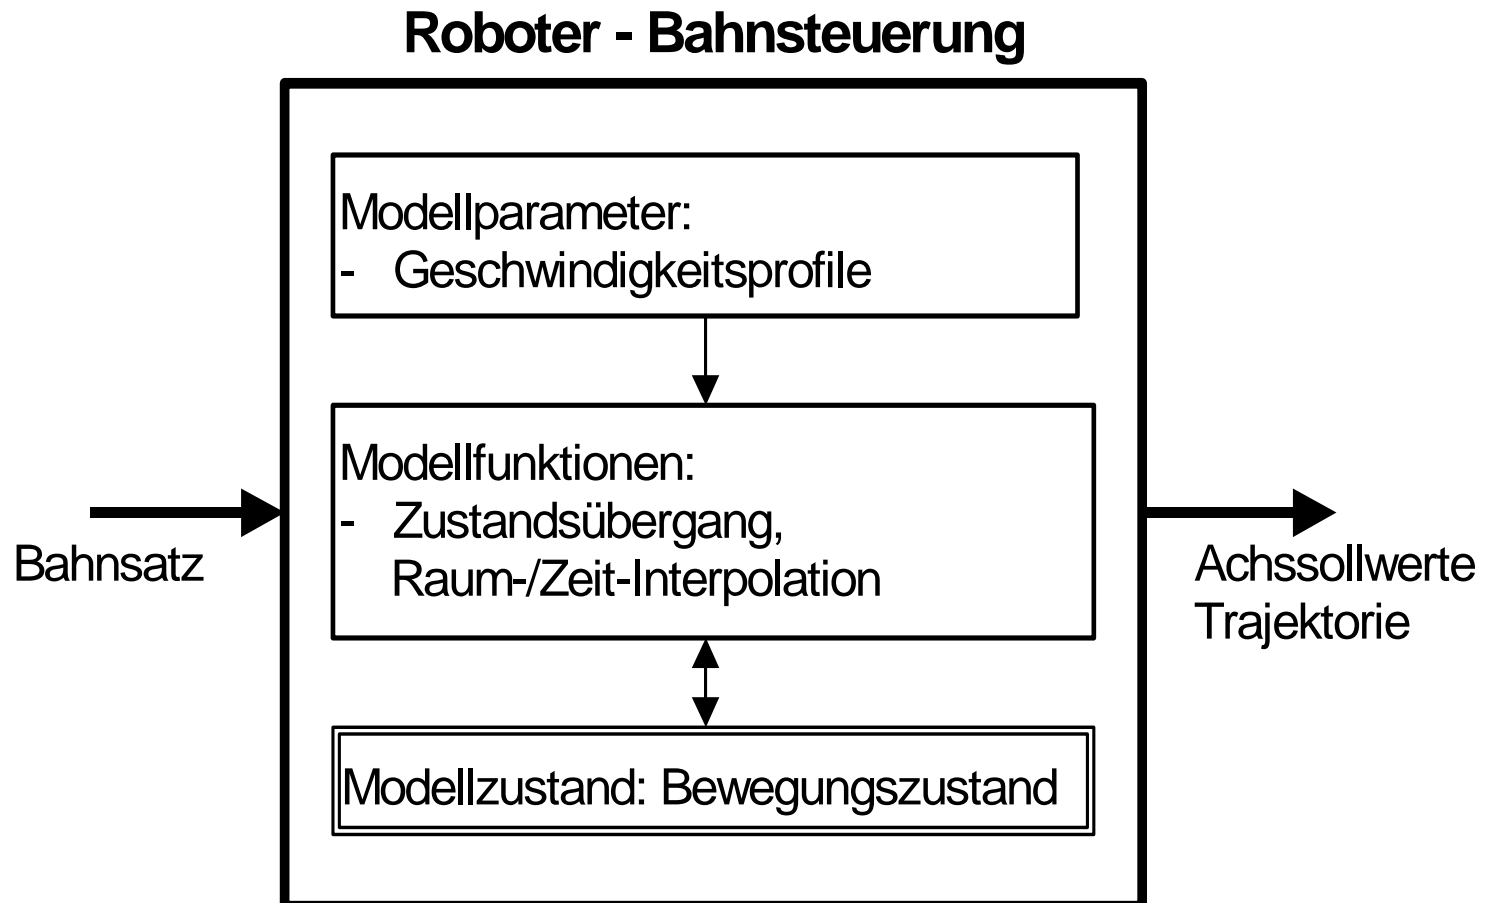 Roboter - Bahnsteuerung
Modellparameter:
- Geschwindigkeitsprofile
Modellfunktionen:
- Zustandsübergang,
Raum-/Zeit-Interpolation
Bahnsatz
Achssollwerte
Trajektorie
Modellzustand: Bewegungszustand